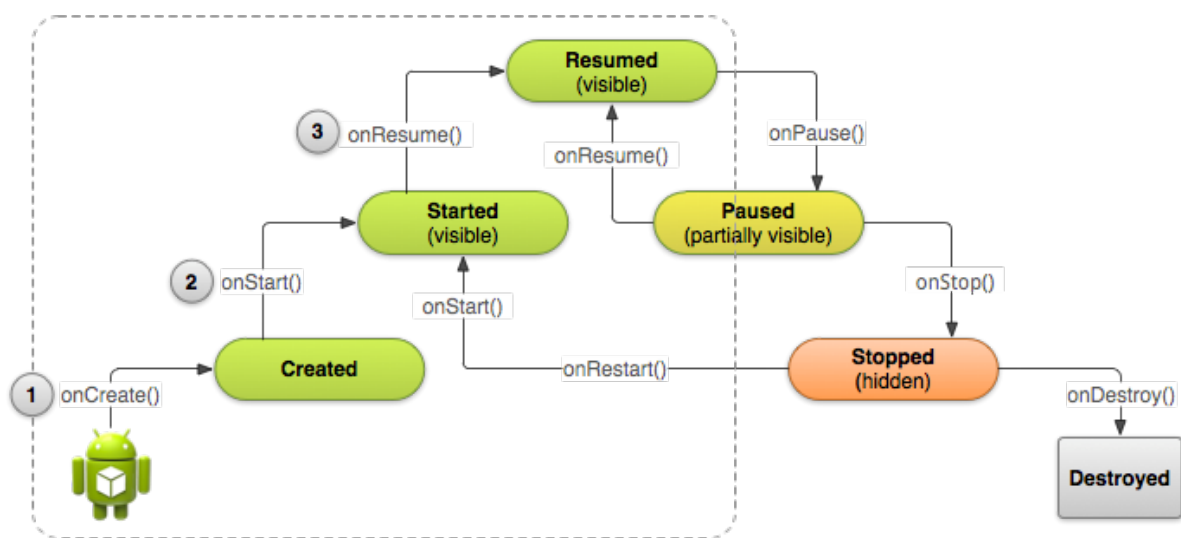 Resumed
(visible)
3
onResume()
onResume()
onPause()
Started
(visible)
Paused
(partially visible)
2
onStart()
onStart()
onStop()
Created
onRestart()
Stopped
(hidden)
1
onCreate()
onDestroy()
Destroyed